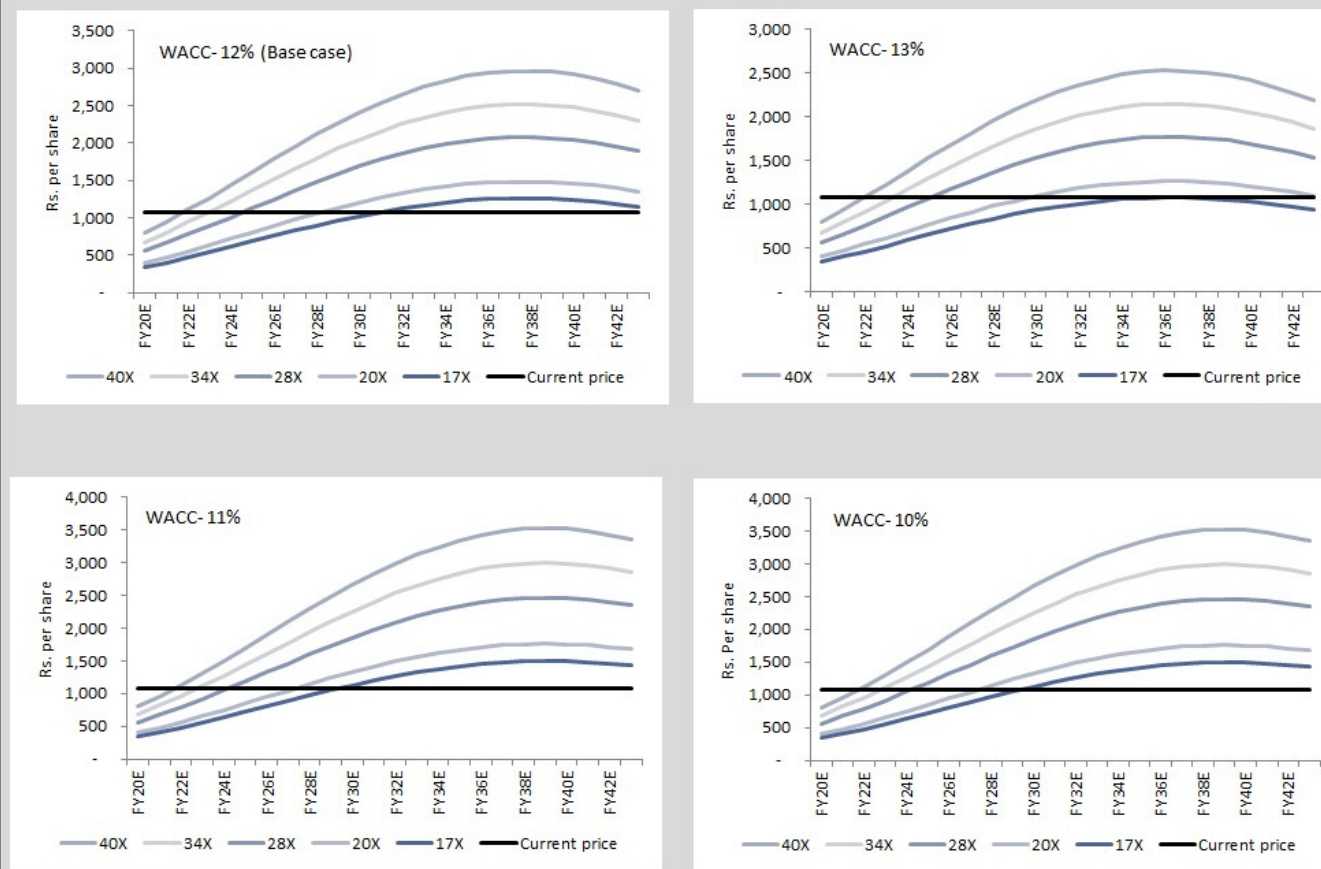 WACC- 12% (Base case)
Rs. per share
3,500
3,000
2,500
2,000
1,500
1,000
500
-
FY20E FY22E FY24E FY26E FY28E FY30E FY32E FY34E FY36E FY38E FY40E FY42E
40X 34X 28X 20X 17X Current price
WACC- 13%
Rs. per share
3,000
2,500
2,000
1,500
1,000
500
-
FY20E FY22E FY24E FY26E FY28E FY30E FY32E FY34E FY36E FY38E FY40E FY42E
40X 34X 28X 20X 17X Current price
WACC- 11%
Rs. per share
4,000
3,500
3,000
2,500
2,000
1,500
1,000
500
-
FY20E FY22E FY24E FY26E FY28E FY30E FY32E FY34E FY36E FY38E FY40E FY42E
40X 34X 28X 20X 17X Current price
WACC- 10%
Rs. Per share
4,000
3,500
3,000
2,500
2,000
1,500
1,000
500
-
FY20E FY22E FY24E FY26E FY28E FY30E FY32E FY34E FY36E FY38E FY40E FY42E
40X 34X 28X 20X 17X Current price